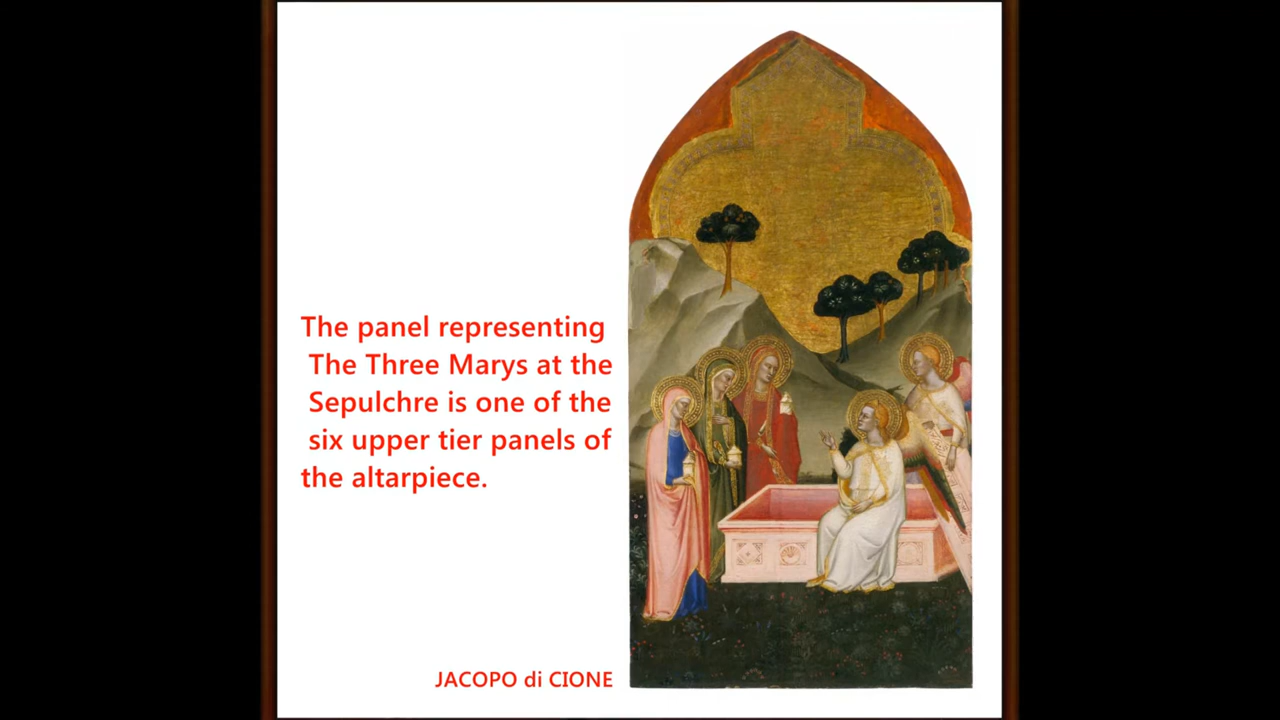 The panel representing
The Three Marys at the
Sepulchre is one of the
six upper tier panels of
the altarpiece.
JACOPO di CIONE